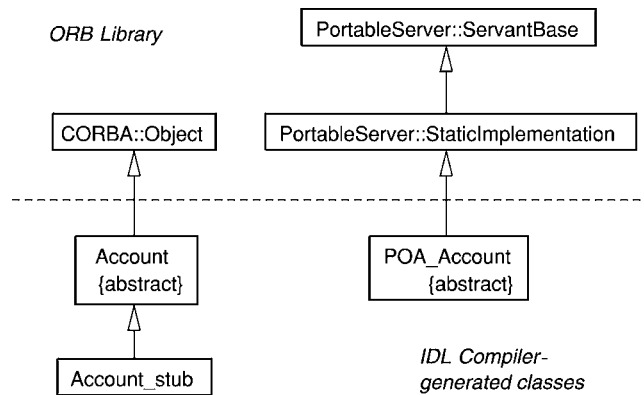 ORB Library
PortableServer::ServantBase
CORBA::Object
PortableServer::StaticImplementation
Account
{abstract}
POA_Account
{abstract}
Account_stub
IDL Compiler-
generated classes